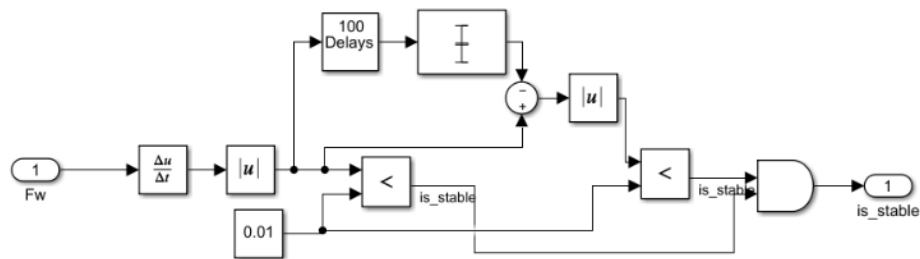 100
Delays
−
+
|u|
1
Fw
Δu
Δt
|u|
<
is_stable
<
is_stable
1
is_stable
0.01